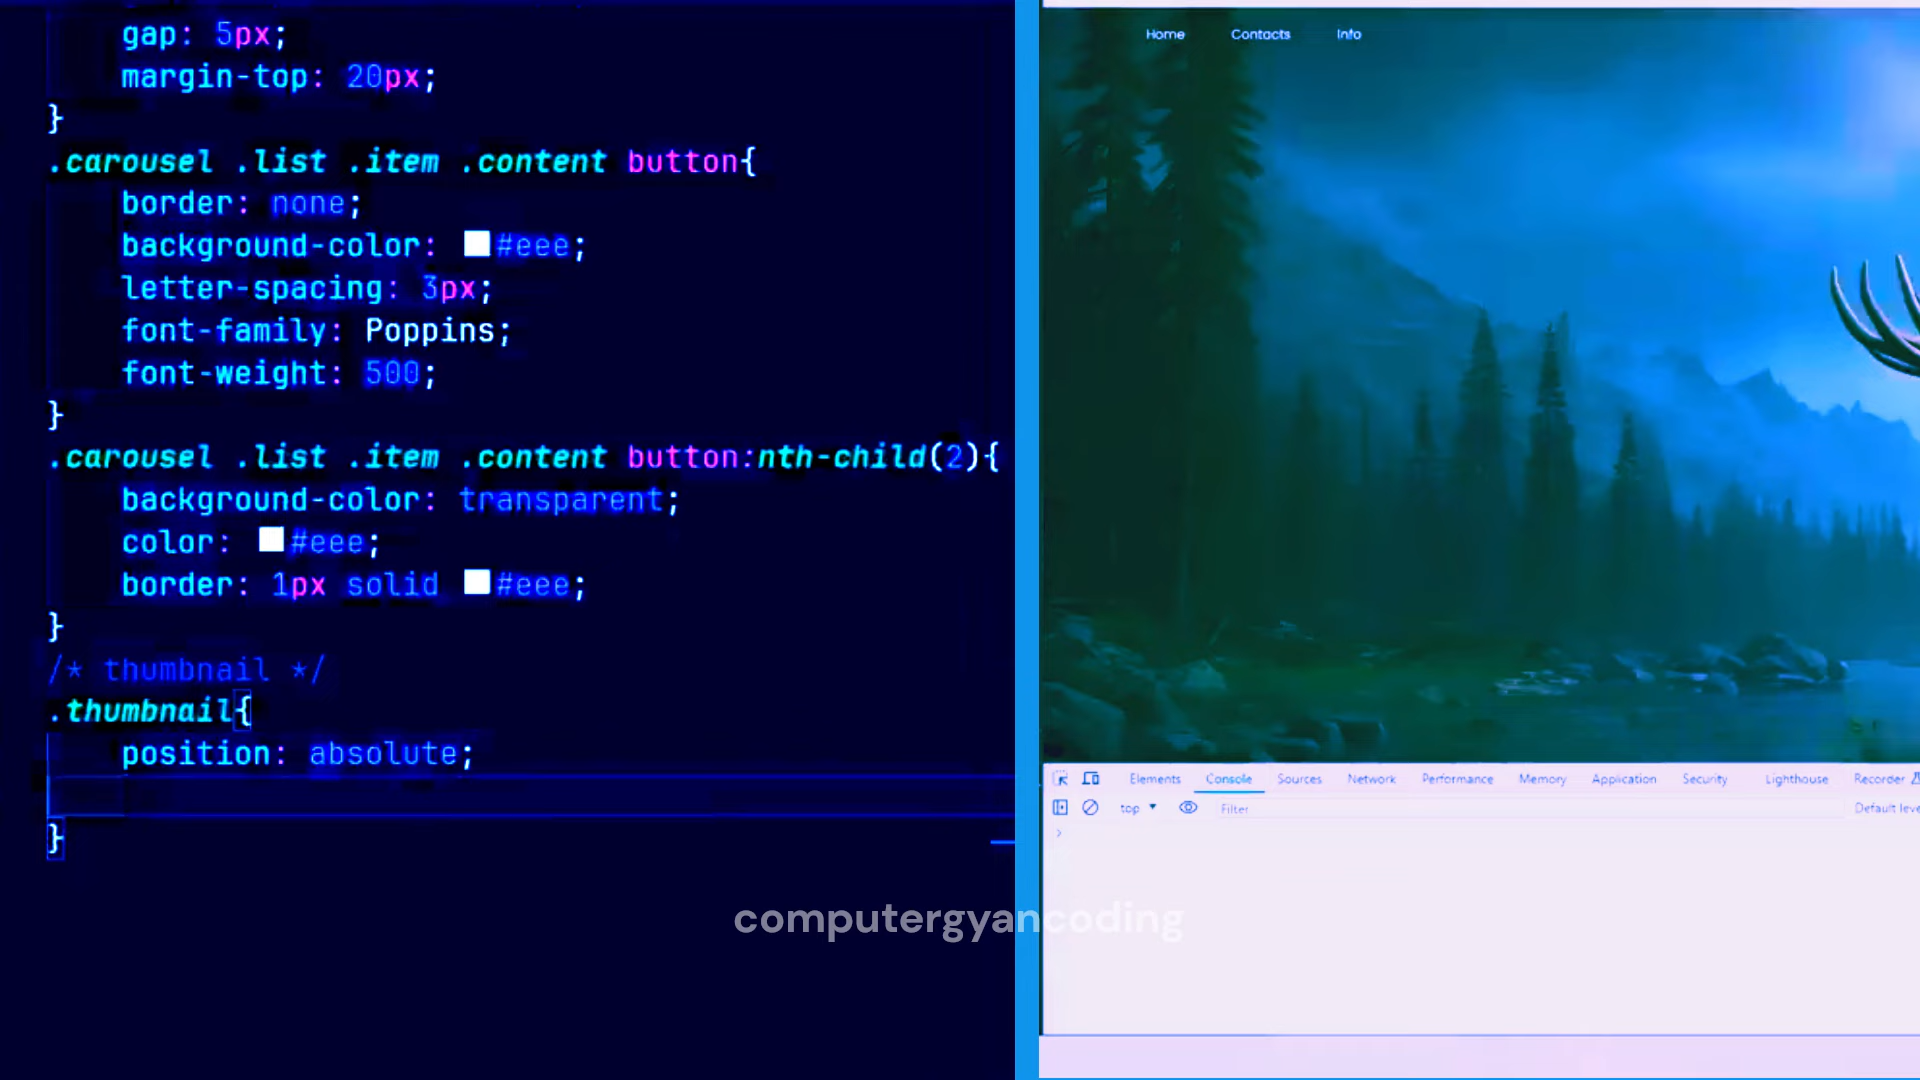 gap: 5px;
margin-top: 20px;
}
.carousel .list .item .content button{
border: none;
background-color: #eee;
letter-spacing: 3px;
font-family: Poppins;
font-weight: 500;
}
.carousel .list .item .content button:nth-child(2){
background-color: transparent;
color: #eee;
border: 1px solid #eee;
}
/* thumbnail */
.thumbnail{
position: absolute;
}
Home Contacts Info
Elements Console Sources Network Performance Memory Application Security Lighthouse Recorder
top Filter Default leve
computergyancoding